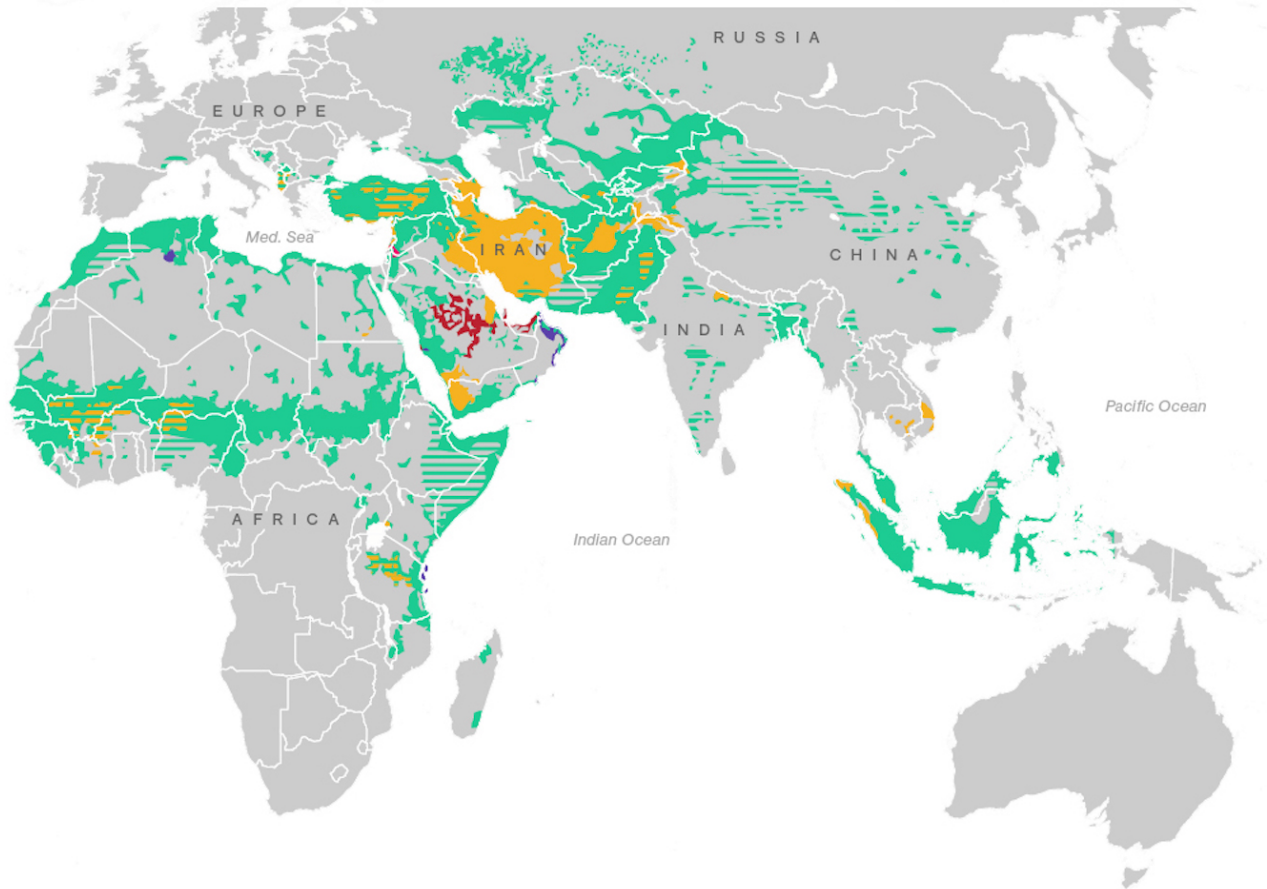 RUSSIA
EUROPE
Med. Sea
IRAN
CHINA
INDIA
Pacific Ocean
AFRICA
Indian Ocean